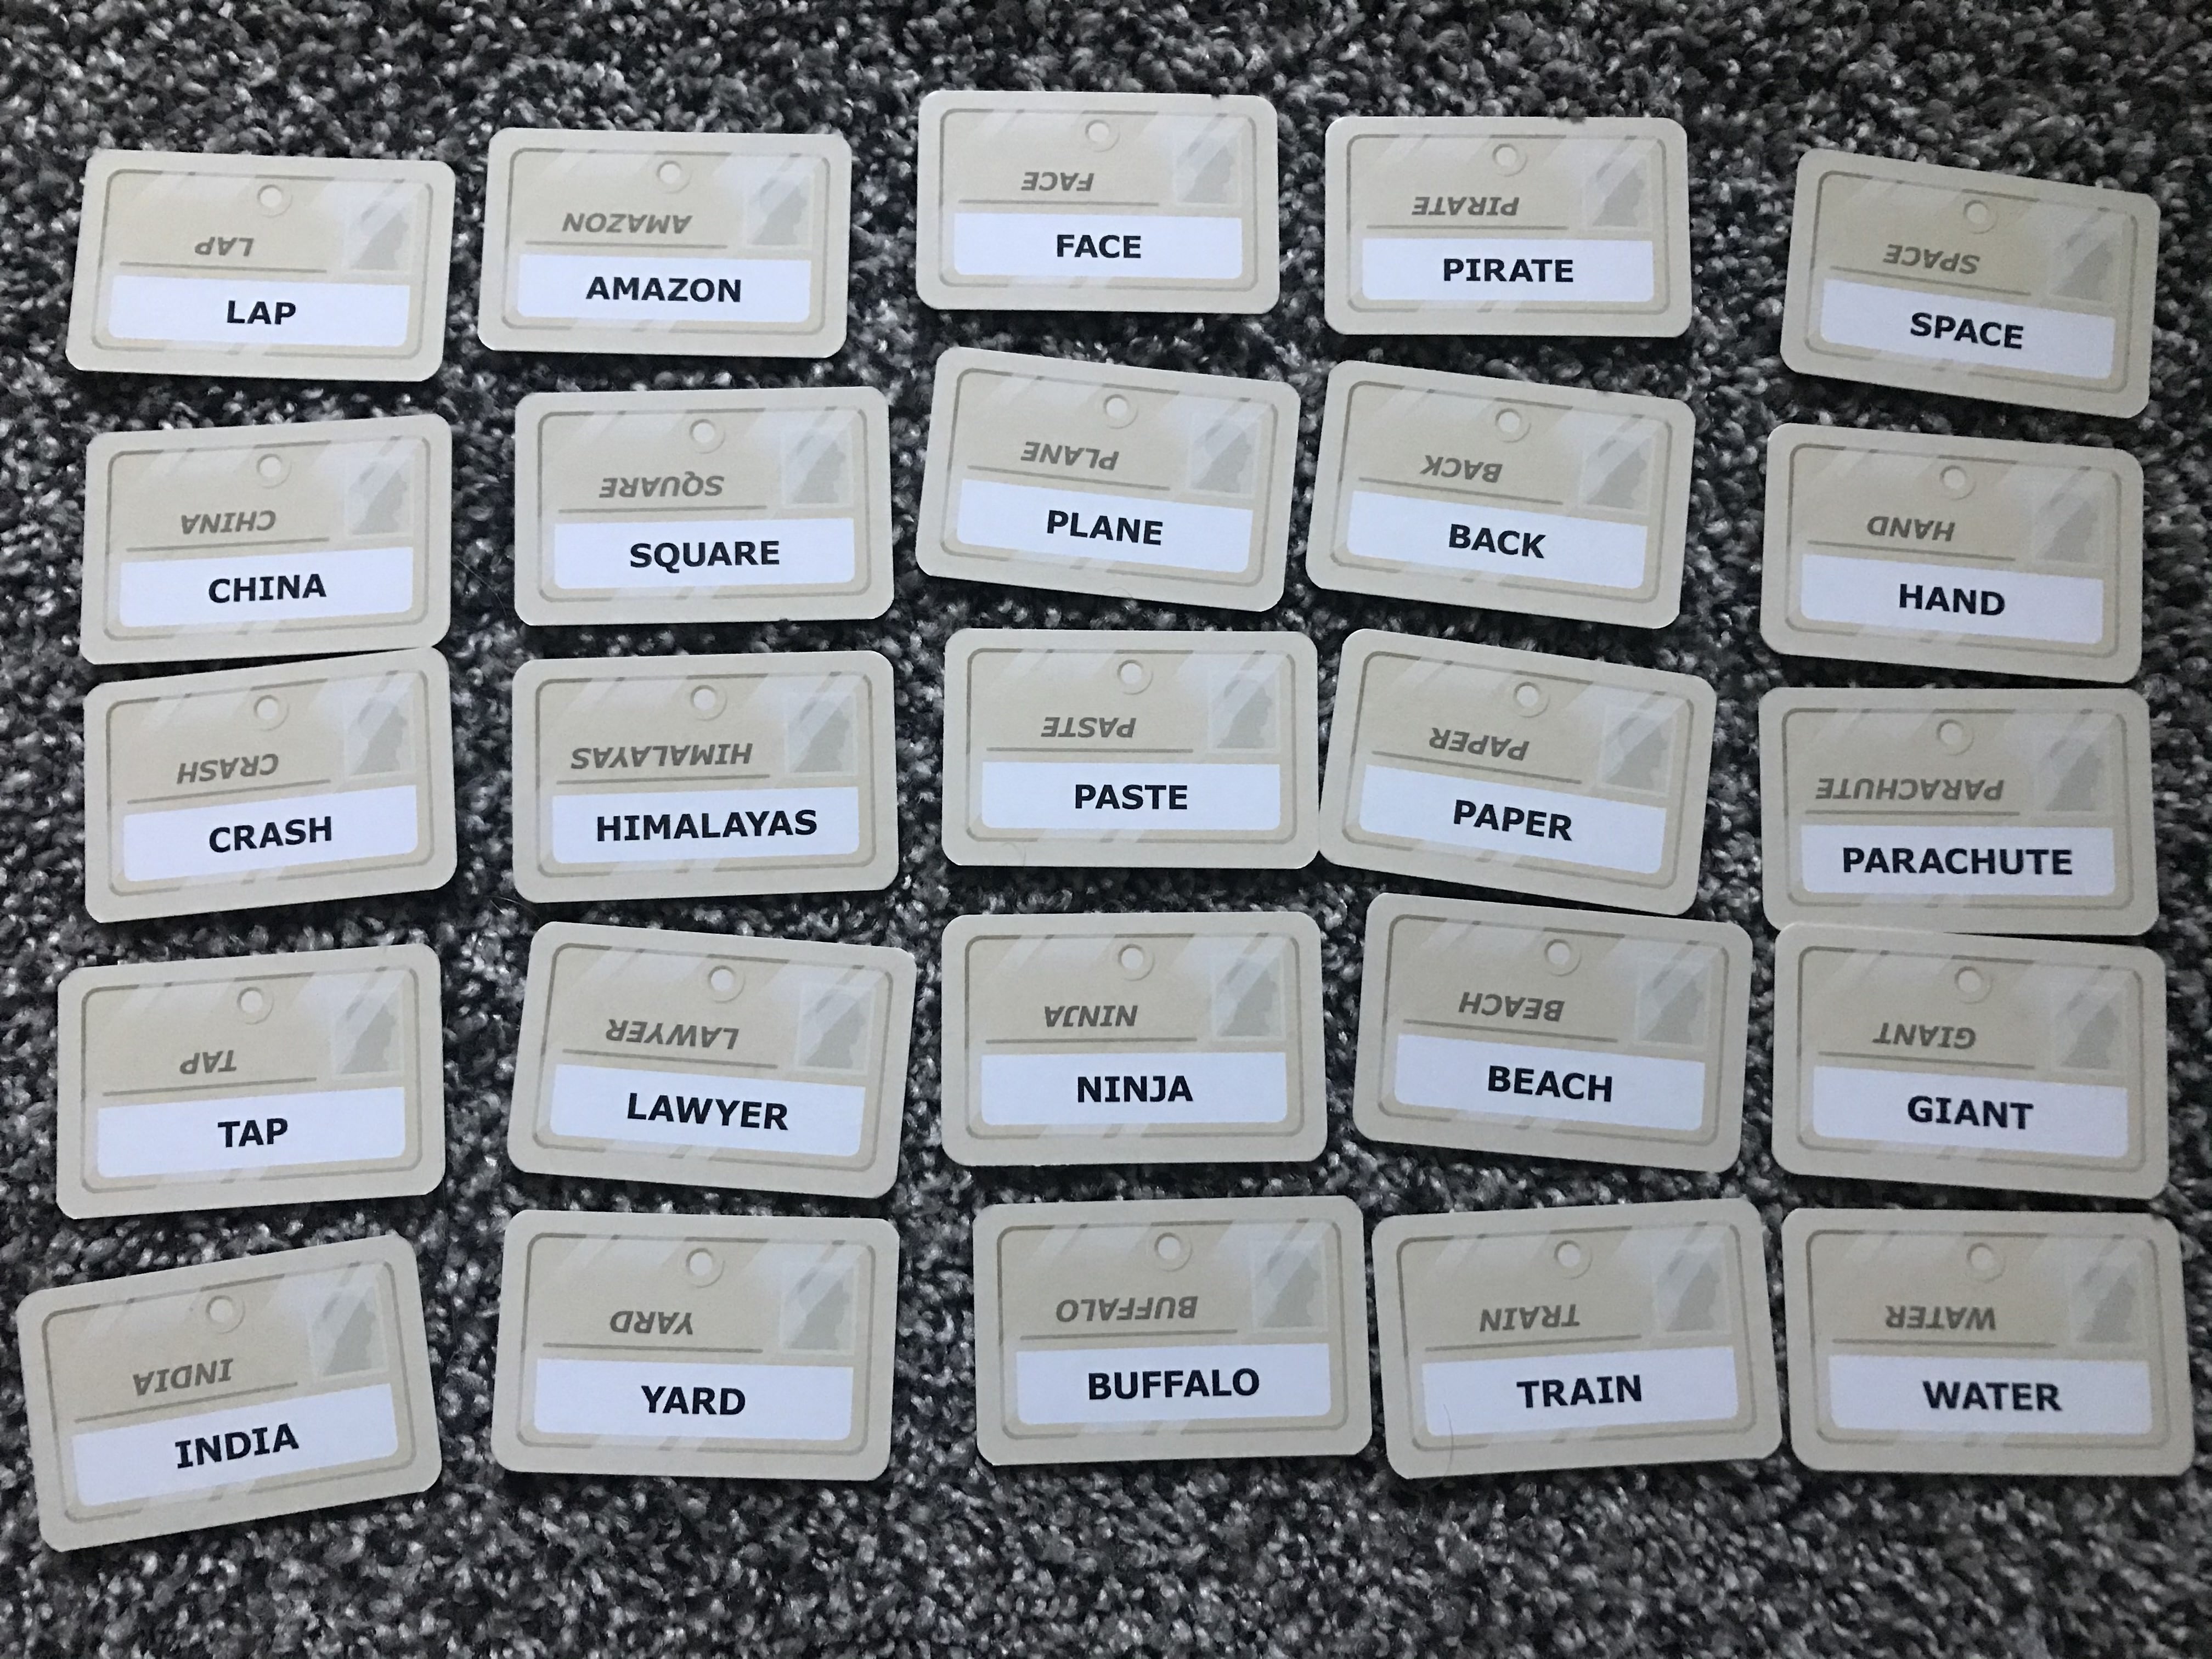 LAP
LAP
AMAZON
AMAZON
FACE
FACE
PIRATE
PIRATE
SPACE
SPACE
CHINA
CHINA
SQUARE
SQUARE
PLANE
PLANE
BACK
BACK
HAND
HAND
CRASH
CRASH
HIMALAYAS
HIMALAYAS
PASTE
PASTE
PAPER
PAPER
PARACHUTE
PARACHUTE
TAP
TAP
LAWYER
LAWYER
NINJA
NINJA
BEACH
BEACH
GIANT
GIANT
INDIA
INDIA
YARD
YARD
BUFFALO
BUFFALO
TRAIN
TRAIN
WATER
WATER